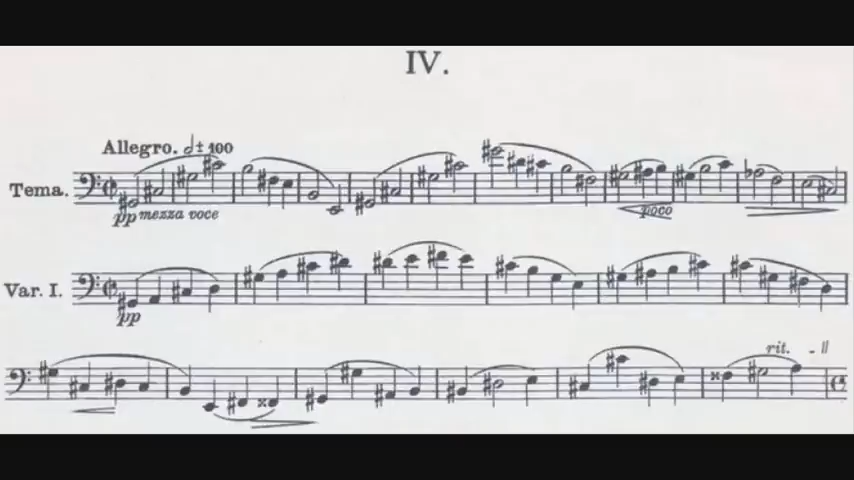 IV.
Allegro. 𝅗𝅥 ± 100
Tema.
pp mezza voce
poco
Var. I.
pp
rit. - //